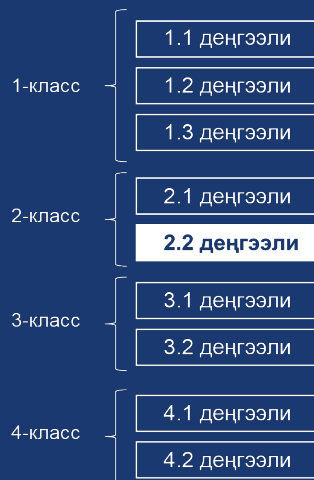 1-класс
1.1 деңгээли
1.2 деңгээли
1.3 деңгээли
2-класс
2.1 деңгээли
2.2 деңгээли
3-класс
3.1 деңгээли
3.2 деңгээли
4-класс
4.1 деңгээли
4.2 деңгээли